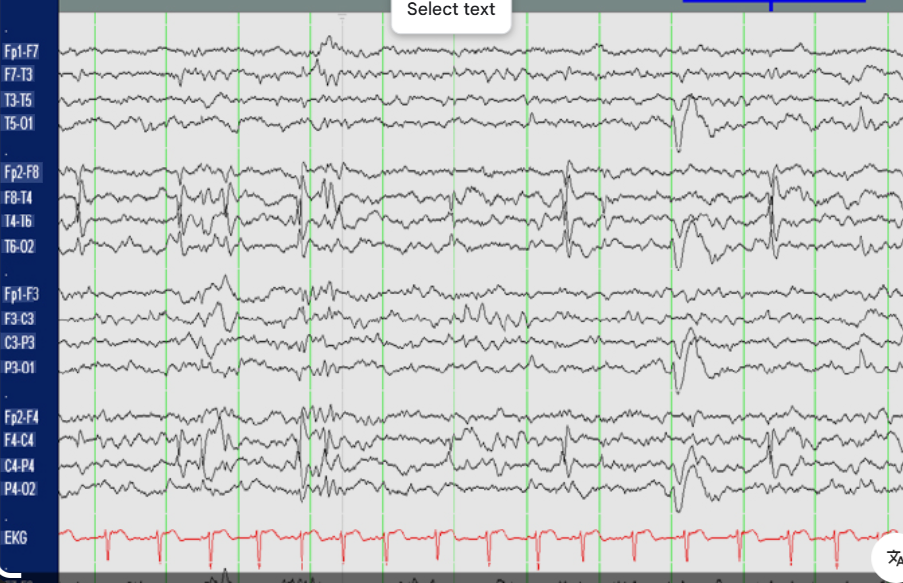 Select text
Fp1-F7
F7-T3
T3-T5
T5-O1
Fp2-F8
F8-T4
T4-T6
T6-O2
Fp1-F3
F3-C3
C3-P3
P3-O1
Fp2-F4
F4-C4
C4-P4
P4-O2
EKG